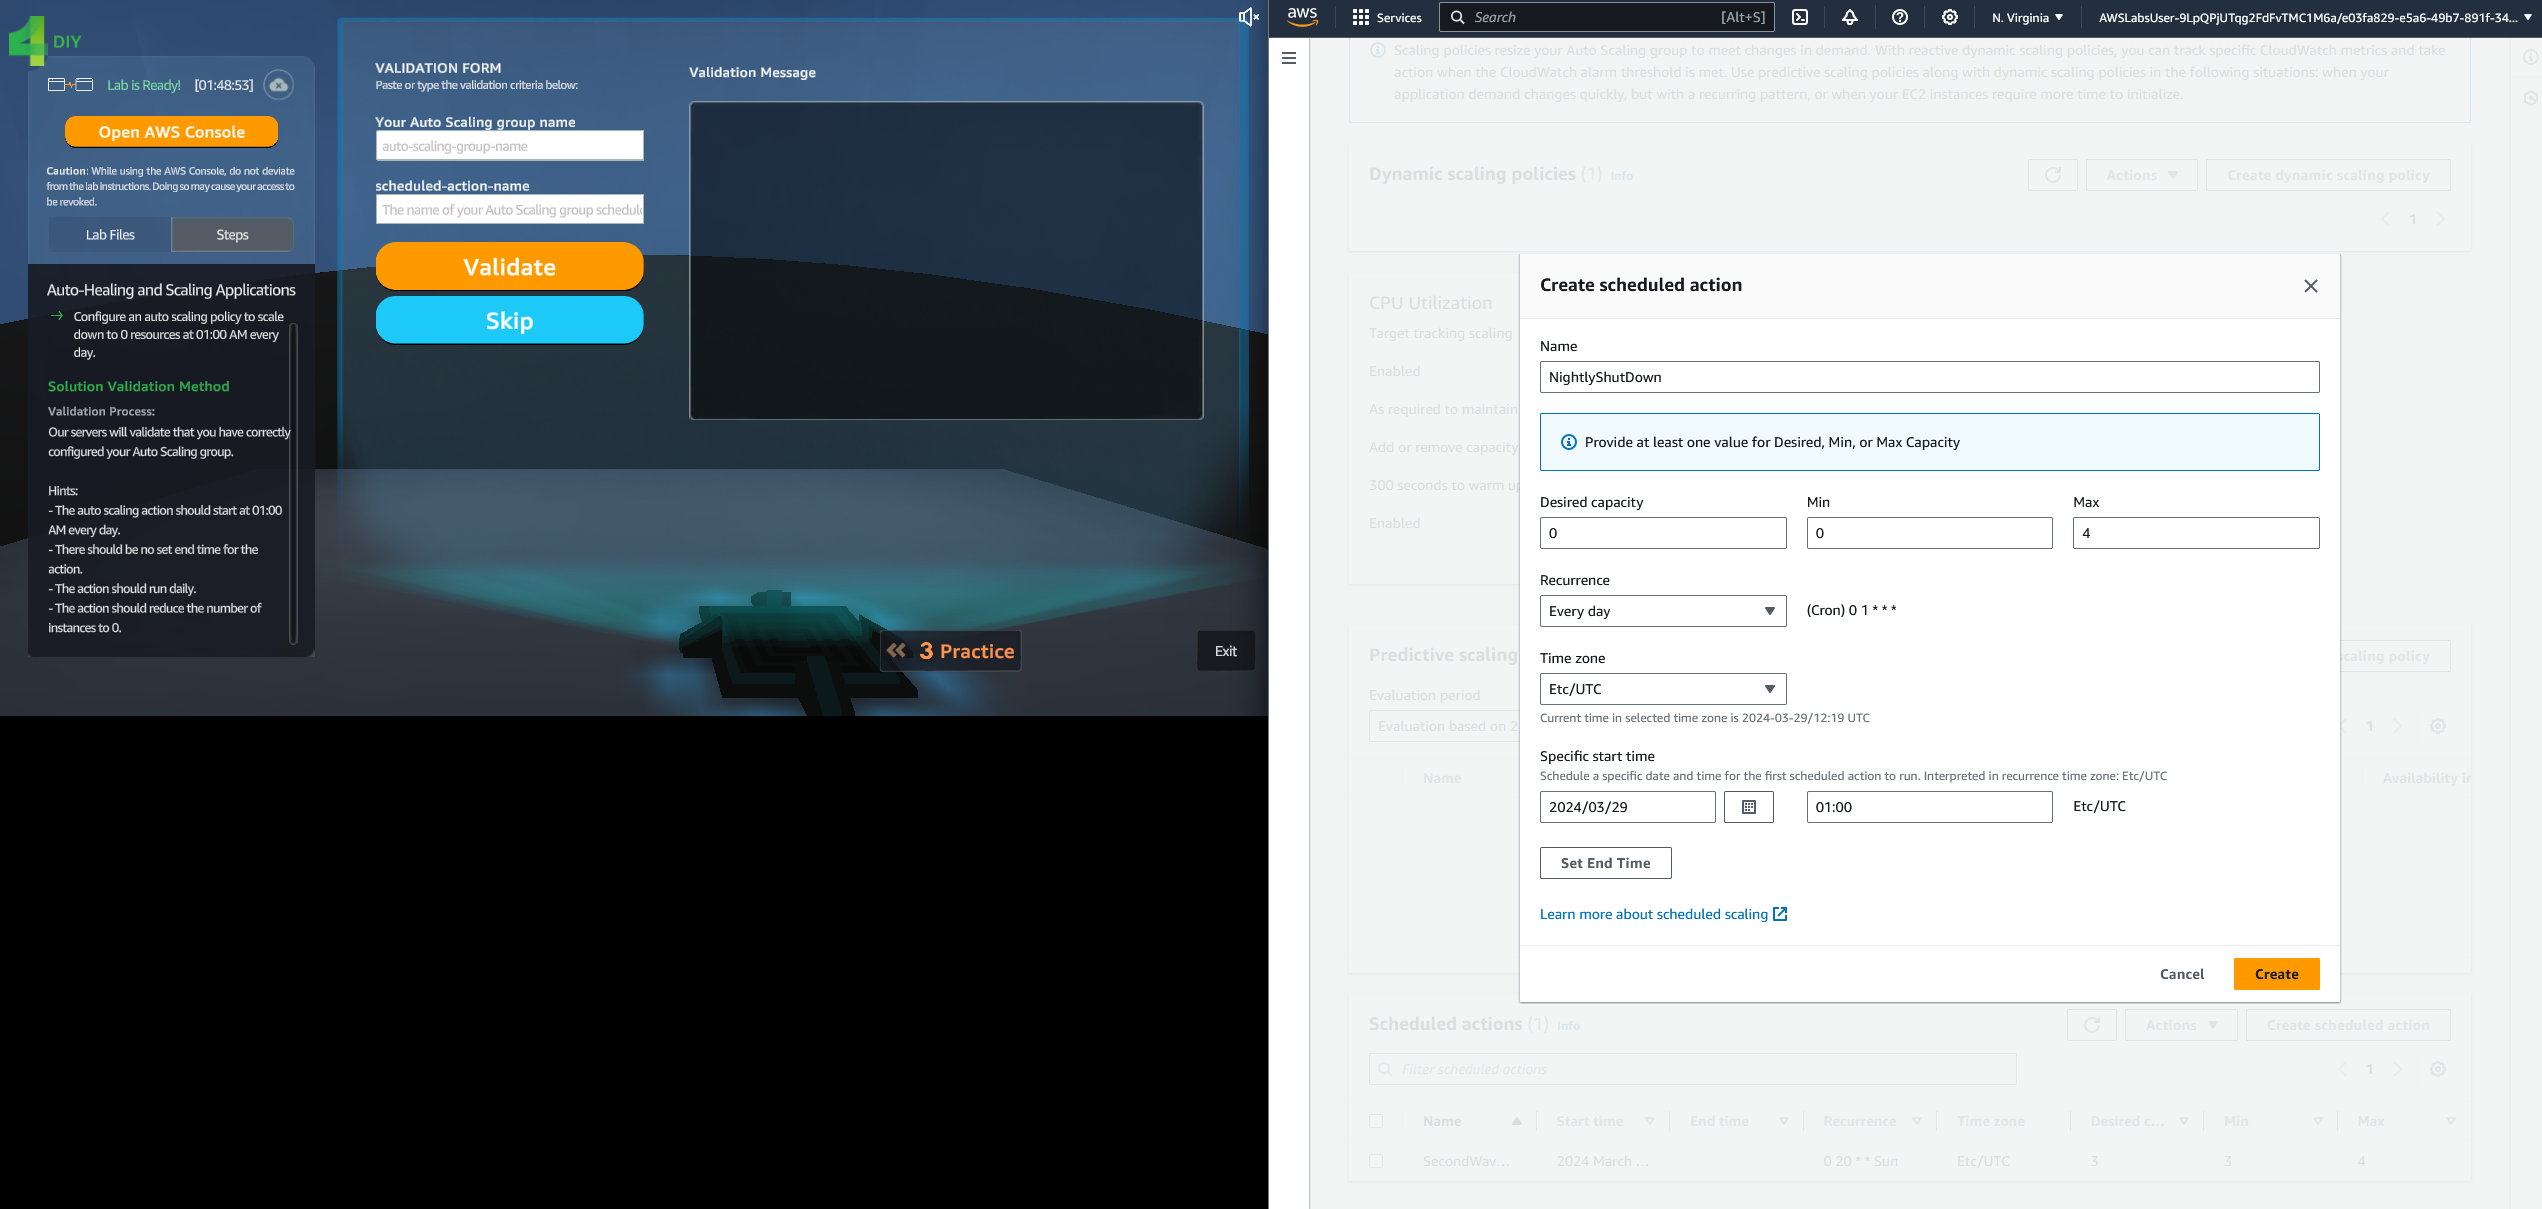 4 DIY
Lab is Ready! [01:48:53]
Open AWS Console
Caution: While using the AWS Console, do not deviate
from the lab instructions. Doing so may cause your access to
be revoked.
Lab Files
Steps
Auto-Healing and Scaling Applications
Configure an auto scaling policy to scale
down to 0 resources at 01:00 AM every
day.
Solution Validation Method
Validation Process:
Our servers will validate that you have correctly
configured your Auto Scaling group.
Hints:
- The auto scaling action should start at 01:00
AM every day.
- There should be no set end time for the
action.
- The action should run daily.
- The action should reduce the number of
instances to 0.
VALIDATION FORM
Paste or type the validation criteria below:
Your Auto Scaling group name
auto-scaling-group-name
scheduled-action-name
The name of your Auto Scaling group
Validate
Skip
Validation Message
3 Practice
Exit
aws
Services
Search [Alt+S]
N. Virginia
AWSLabsUser-9LpQPjUTqg2FdFvTMC1M6a/e03fa829-e5a6-49b7-891f-34...
Scaling policies resize your Auto Scaling group to meet changes in demand. With reactive dynamic scaling policies, you can track specific CloudWatch metrics and take
action when the CloudWatch alarm threshold is met. Use predictive scaling policies along with dynamic scaling policies in the following situations: when your
application demand changes quickly, but with a recurring pattern, or when your EC2 instances require more time to initialize.
Dynamic scaling policies (1) Info
Actions
Create dynamic scaling policy
1
CPU Utilization
Target tracking scaling
Enabled
As required to maintain
Add or remove capacity
300 seconds to warm
Enabled
Predictive scaling
scaling policy
Evaluation period
Evaluation based on 2
1
Name
Availability
Create scheduled action
Name
NightlyShutDown
Provide at least one value for Desired, Min, or Max Capacity
Desired capacity
Min
Max
0
0
4
Recurrence
Every day
(Cron) 0 1 * * *
Time zone
Etc/UTC
Current time in selected time zone is 2024-03-29/12:19 UTC
Specific start time
Schedule a specific date and time for the first scheduled action to run. Interpreted in recurrence time zone: Etc/UTC
2024/03/29
01:00
Etc/UTC
Set End Time
Learn more about scheduled scaling
Cancel
Create
Scheduled actions (1) Info
Actions
Create scheduled action
Filter scheduled actions
1
Name
Start time
End time
Recurrence
Time zone
Desired c...
Min
Max
SecondWav...
2024 March ...
0 20 * * Sun
Etc/UTC
3
3
4